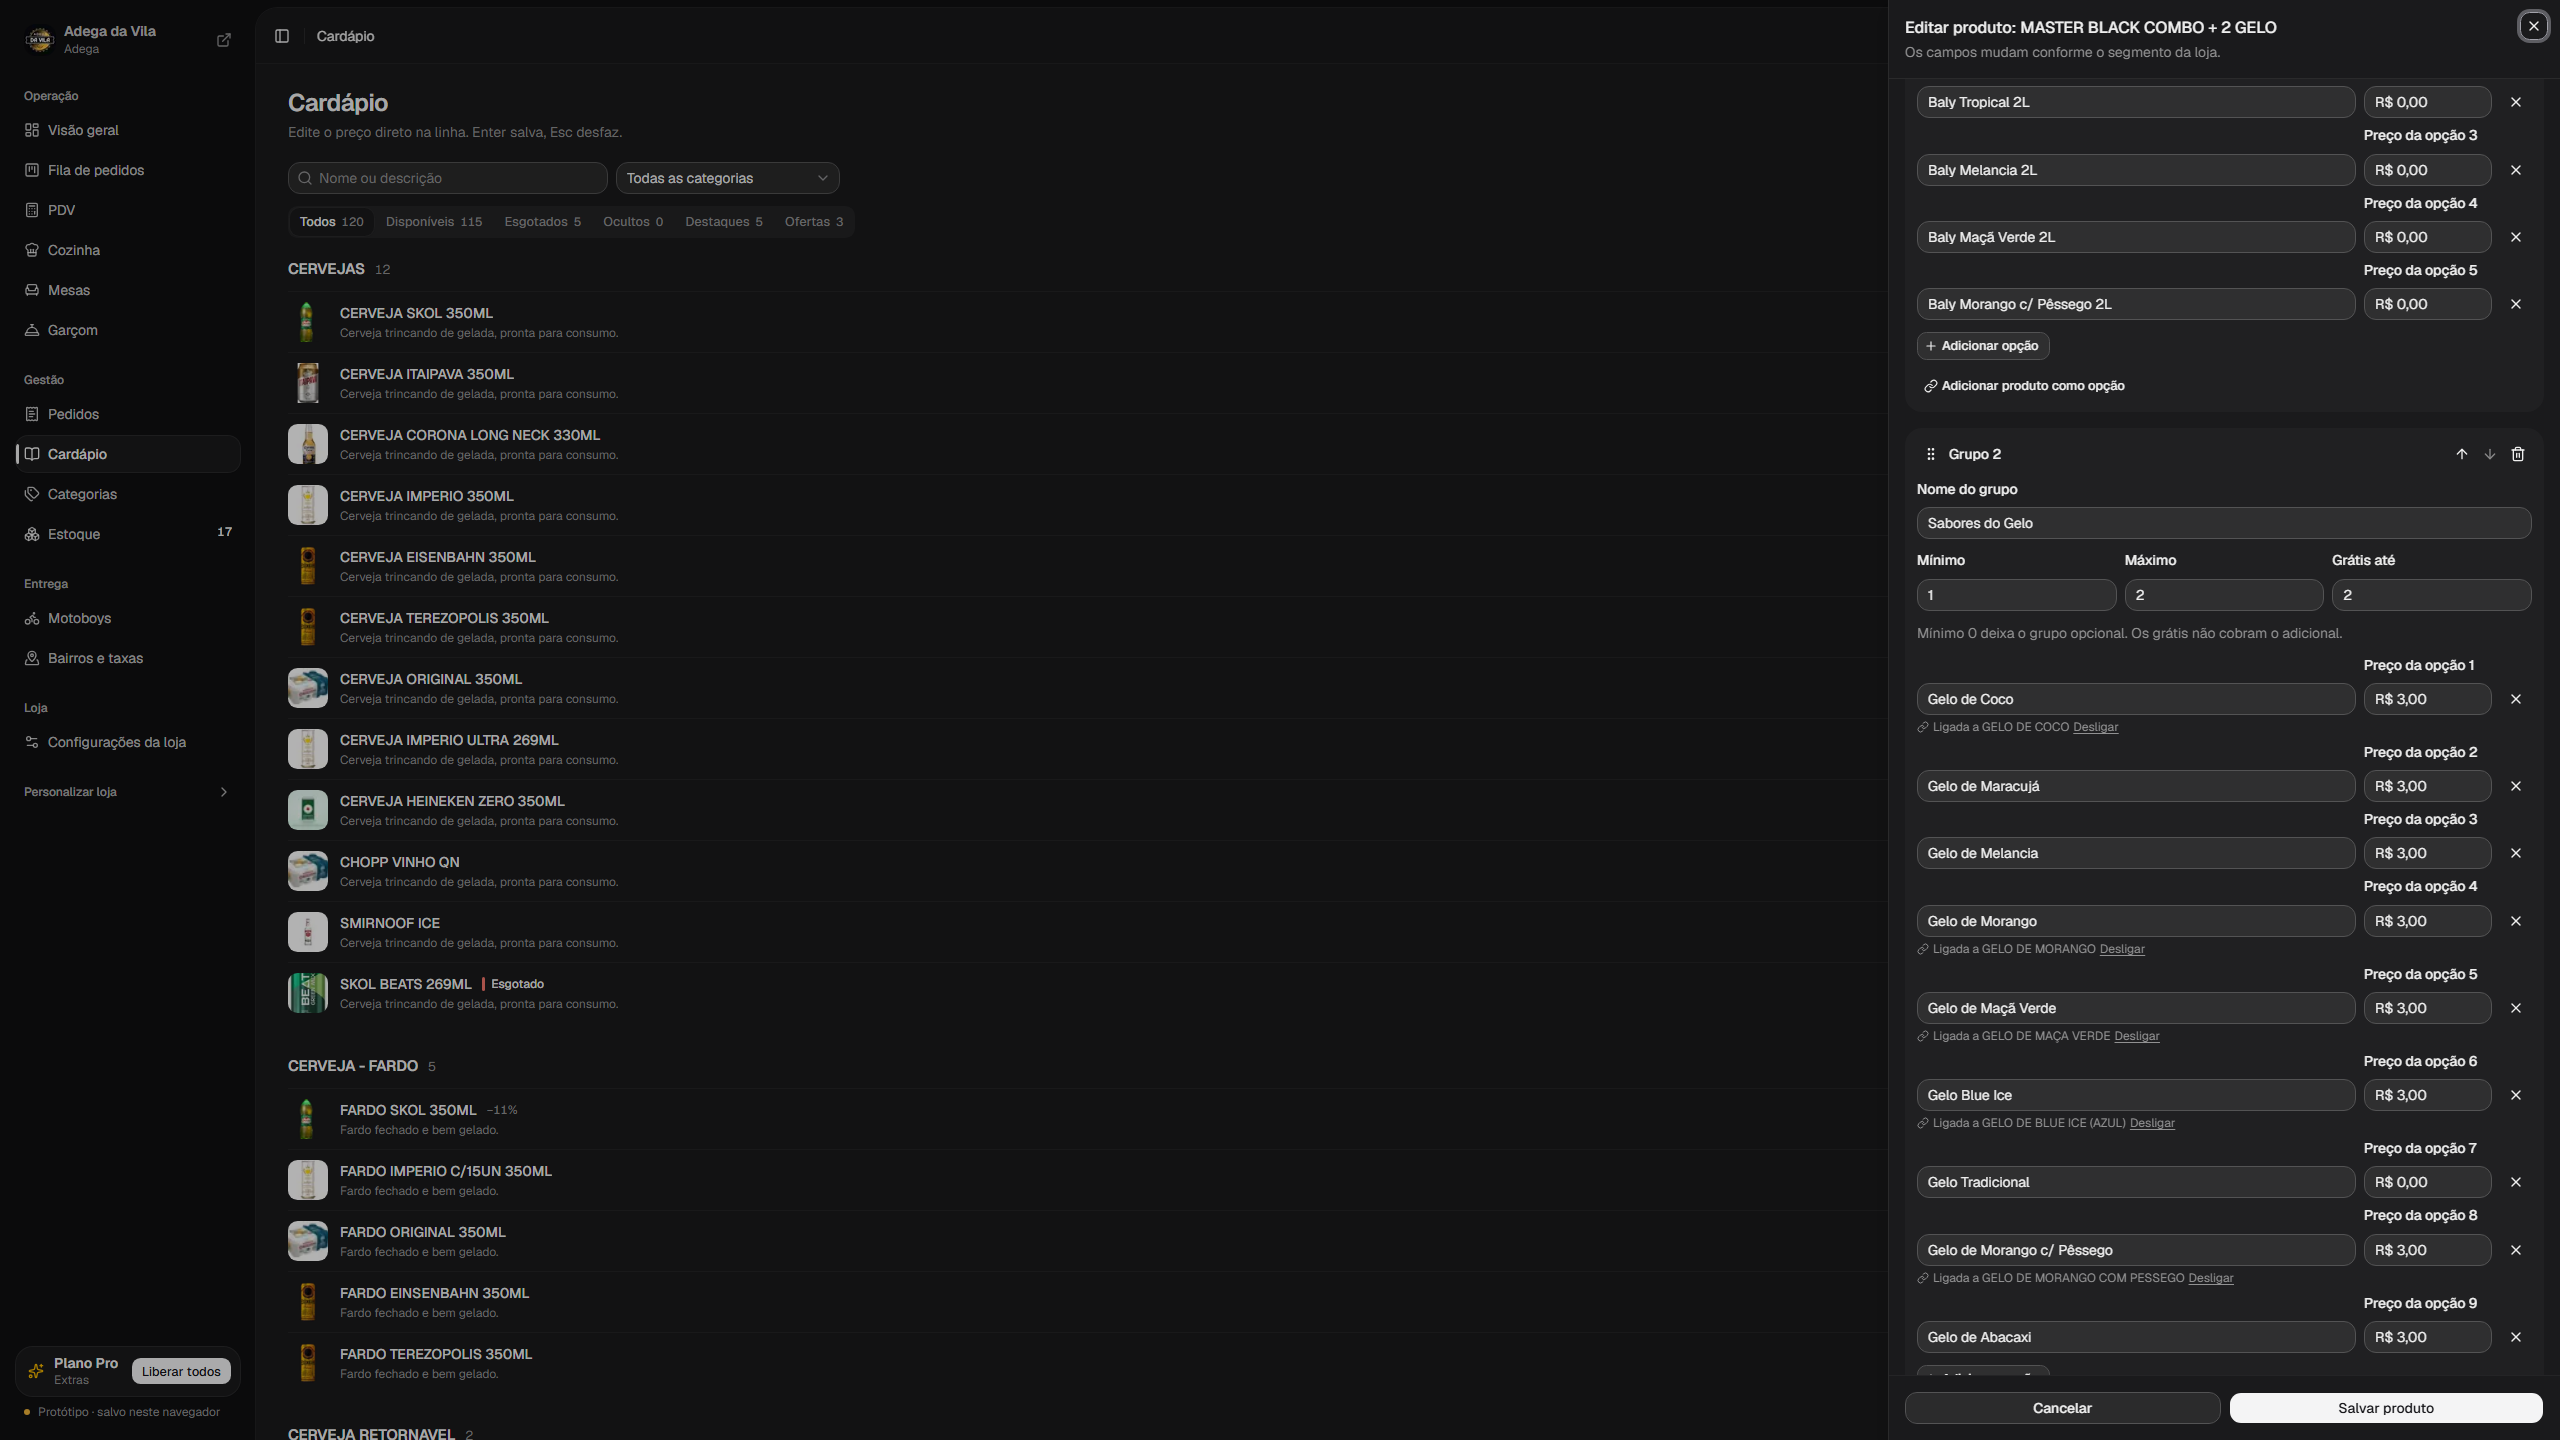 Adega da Vila
Adega
Operação
Visão geral
Fila de pedidos
PDV
Cozinha
Mesas
Garçom
Gestão
Pedidos
Cardápio
Categorias
Estoque 17
Entrega
Motoboys
Bairros e taxas
Loja
Configurações da loja
Personalizar loja
Plano Pro
Extras
Liberar todos
Protótipo · salvo neste navegador
Cardápio
Cardápio
Edite o preço direto na linha. Enter salva, Esc desfaz.
Nome ou descrição
Todas as categorias
Todos 120 Disponíveis 115 Esgotados 5 Ocultos 0 Destaques 5 Ofertas 3
CERVEJAS 12
CERVEJA SKOL 350ML
Cerveja trincando de gelada, pronta para consumo.
CERVEJA ITAIPAVA 350ML
Cerveja trincando de gelada, pronta para consumo.
CERVEJA CORONA LONG NECK 330ML
Cerveja trincando de gelada, pronta para consumo.
CERVEJA IMPERIO 350ML
Cerveja trincando de gelada, pronta para consumo.
CERVEJA EISENBAHN 350ML
Cerveja trincando de gelada, pronta para consumo.
CERVEJA TEREZOPOLIS 350ML
Cerveja trincando de gelada, pronta para consumo.
CERVEJA ORIGINAL 350ML
Cerveja trincando de gelada, pronta para consumo.
CERVEJA IMPERIO ULTRA 269ML
Cerveja trincando de gelada, pronta para consumo.
CERVEJA HEINEKEN ZERO 350ML
Cerveja trincando de gelada, pronta para consumo.
CHOPP VINHO QN
Cerveja trincando de gelada, pronta para consumo.
SMIRNOOF ICE
Cerveja trincando de gelada, pronta para consumo.
SKOL BEATS 269ML Esgotado
Cerveja trincando de gelada, pronta para consumo.
CERVEJA - FARDO 5
FARDO SKOL 350ML −11%
Fardo fechado e bem gelado.
FARDO IMPERIO C/15UN 350ML
Fardo fechado e bem gelado.
FARDO ORIGINAL 350ML
Fardo fechado e bem gelado.
FARDO EINSENBAHN 350ML
Fardo fechado e bem gelado.
FARDO TEREZOPOLIS 350ML
Fardo fechado e bem gelado.
CERVEJA RETORNAVEL 2
Editar produto: MASTER BLACK COMBO + 2 GELO
Os campos mudam conforme o segmento da loja.
Baly Tropical 2L R$ 0,00
Preço da opção 3
Baly Melancia 2L R$ 0,00
Preço da opção 4
Baly Maçã Verde 2L R$ 0,00
Preço da opção 5
Baly Morango c/ Pêssego 2L R$ 0,00
Adicionar opção
Adicionar produto como opção
Grupo 2
Nome do grupo
Sabores do Gelo
Mínimo Máximo Grátis até
1 2 2
Mínimo 0 deixa o grupo opcional. Os grátis não cobram o adicional.
Preço da opção 1
Gelo de Coco R$ 3,00
Ligada a GELO DE COCO Desligar
Preço da opção 2
Gelo de Maracujá R$ 3,00
Preço da opção 3
Gelo de Melancia R$ 3,00
Preço da opção 4
Gelo de Morango R$ 3,00
Ligada a GELO DE MORANGO Desligar
Preço da opção 5
Gelo de Maçã Verde R$ 3,00
Ligada a GELO DE MAÇA VERDE Desligar
Preço da opção 6
Gelo Blue Ice R$ 3,00
Ligada a GELO DE BLUE ICE (AZUL) Desligar
Preço da opção 7
Gelo Tradicional R$ 0,00
Preço da opção 8
Gelo de Morango c/ Pêssego R$ 3,00
Ligada a GELO DE MORANGO COM PESSEGO Desligar
Preço da opção 9
Gelo de Abacaxi R$ 3,00
Cancelar
Salvar produto